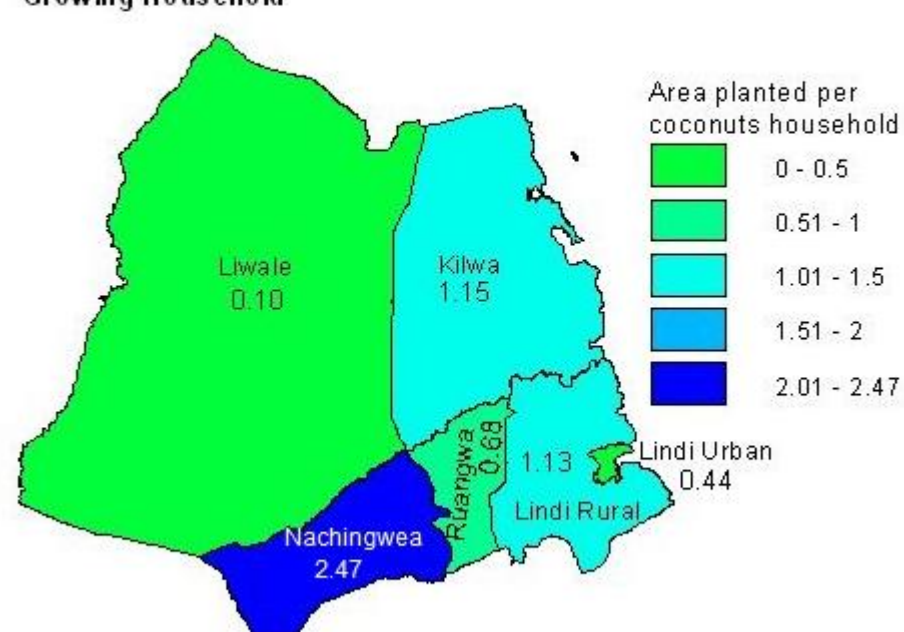 Growing Household
Area planted per
coconuts household
0 - 0.5
0.51 - 1
1.01 - 1.5
1.51 - 2
2.01 - 2.47
Liwale
0.10
Kilwa
1.15
Ruangwa
0.68
1.13
Lindi Rural
Lindi Urban
0.44
Nachingwea
2.47